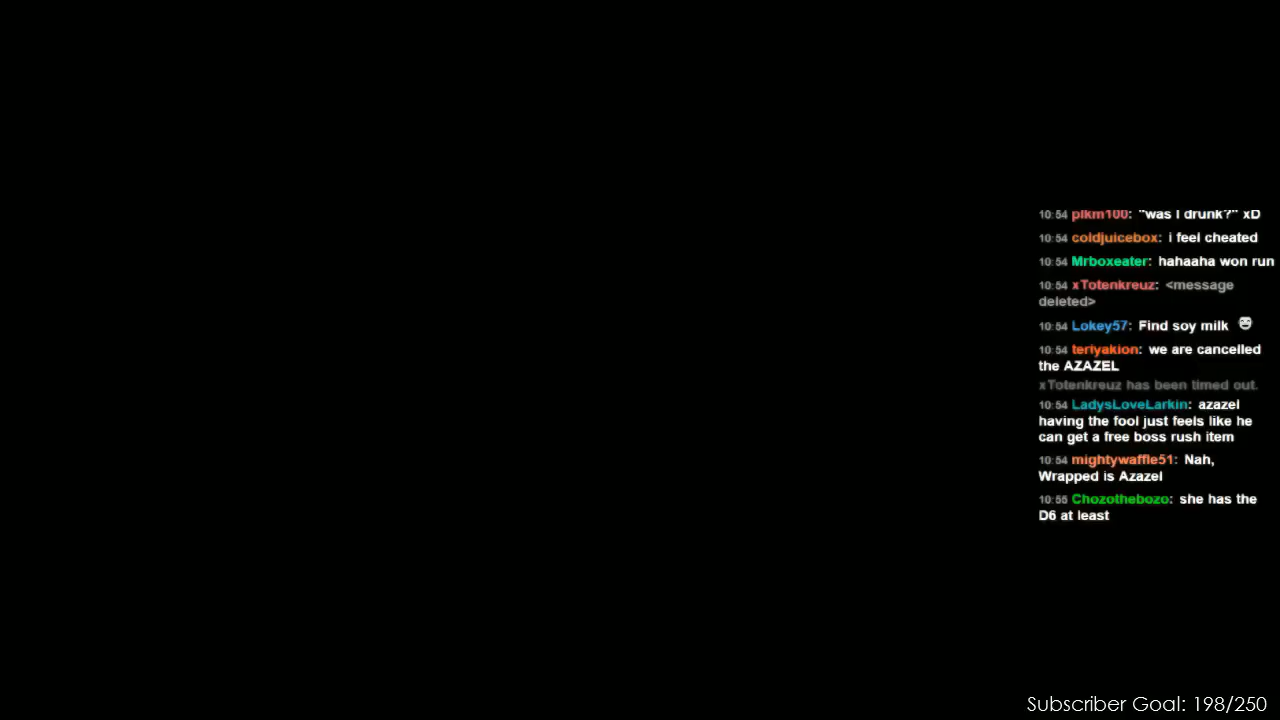 10:54 plkm100: "was I drunk?" xD
10:54 coldjuicebox: i feel cheated
10:54 Mrboxeater: hahaaha won run
10:54 xTotenkreuz: <message
deleted>
10:54 Lokey57: Find soy milk
10:54 teriyakion: we are cancelled
the AZAZEL
xTotenkreuz has been timed out.
10:54 LadysLoveLarkin: azazel
having the fool just feels like he
can get a free boss rush item
10:54 mightywaffle51: Nah,
Wrapped is Azazel
10:55 Chozothebozo: she has the
D6 at least
Subscriber Goal: 198/250